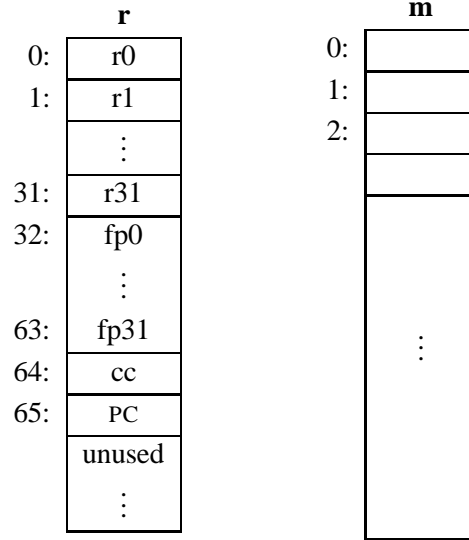 r
0: r0
1: r1
⋮
31: r31
32: fp0
⋮
63: fp31
64: cc
65: PC
unused
⋮
m
0:
1:
2:
⋮